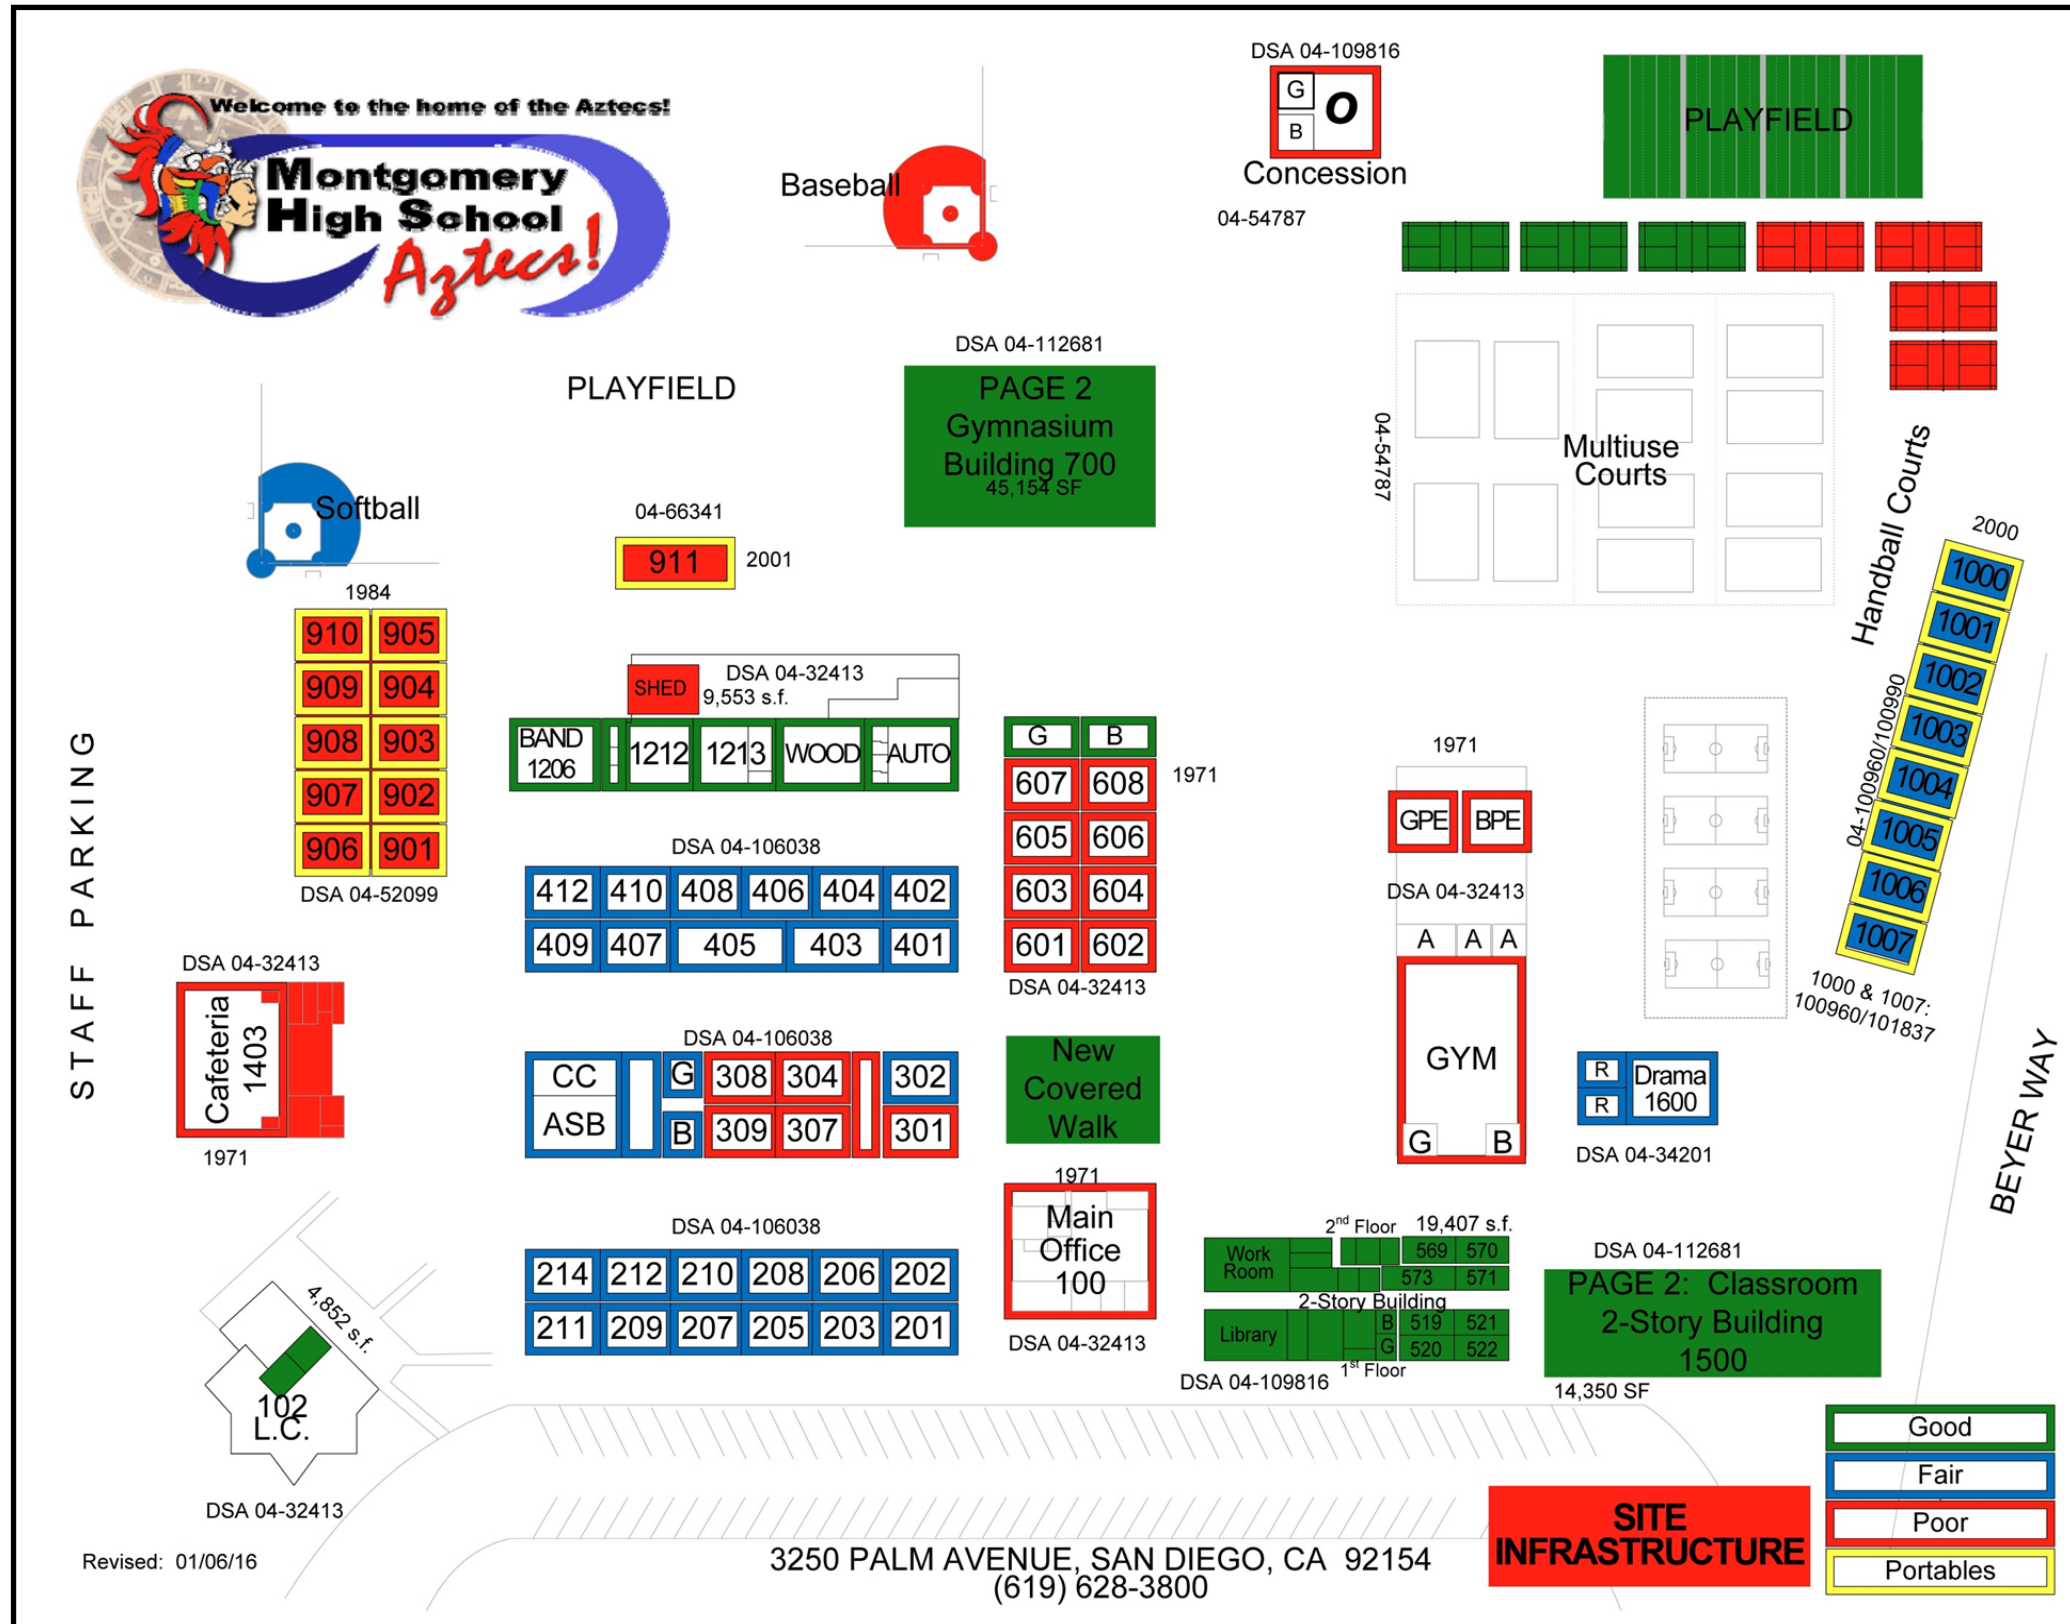 Welcome to the home of the Aztecs!
Montgomery
High School
Aztecs!
Baseball
DSA 04-109816
G
O
B
Concession
04-54787
PLAYFIELD
DSA 04-112681
PAGE 2
Gymnasium
Building 700
45,154 SF
PLAYFIELD
04-54787
Multiuse
Courts
Handball Courts
Softball
04-66341
911
2001
1984
910 905
909 904
908 903
907 902
906 901
DSA 04-52099
2000
1000
1001
1002
1003
1004
1005
1006
1007
04-100960/100990
1000 & 1007:
100960/101837
STAFF PARKING
SHED
DSA 04-32413
9,553 s.f.
BAND
1206
1212
1213
WOOD
AUTO
G B
607 608
605 606
603 604
601 602
1971
DSA 04-32413
DSA 04-106038
412 410 408 406 404 402
409 407 405 403 401
1971
GPE BPE
DSA 04-32413
A A A
GYM
G B
DSA 04-32413
Cafeteria
1403
1971
DSA 04-106038
CC
ASB
G
B
308 304 302
309 307 301
New
Covered
Walk
R
R
Drama
1600
DSA 04-34201
BEYER WAY
1971
Main
Office
100
DSA 04-32413
DSA 04-106038
214 212 210 208 206 202
211 209 207 205 203 201
2nd Floor
19,407 s.f.
Work
Room
569 570
573 571
2-Story Building
Library
B
G
519 521
520 522
1st Floor
DSA 04-109816
DSA 04-112681
PAGE 2: Classroom
2-Story Building
1500
14,350 SF
4,852 s.f.
102
L.C.
DSA 04-32413
Good
Fair
Poor
Portables
SITE
INFRASTRUCTURE
Revised: 01/06/16
3250 PALM AVENUE, SAN DIEGO, CA 92154
(619) 628-3800